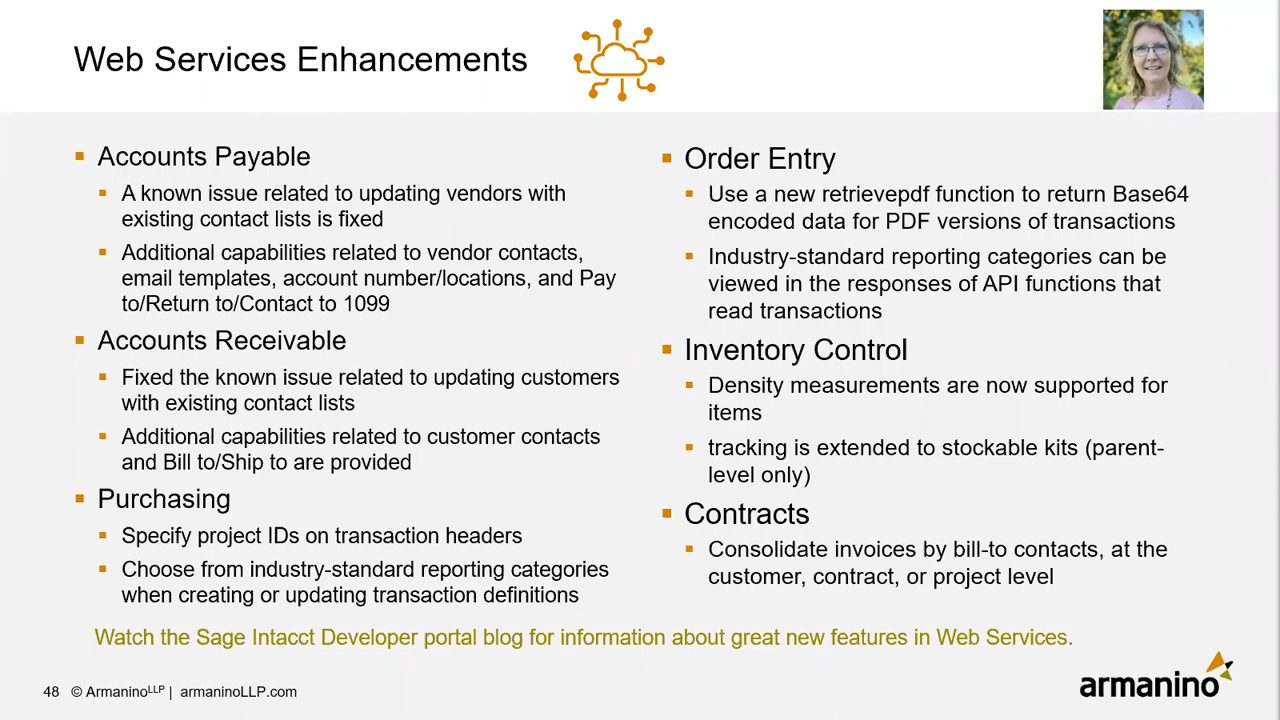 Web Services Enhancements
Accounts Payable
A known issue related to updating vendors with
existing contact lists is fixed
Additional capabilities related to vendor contacts,
email templates, account number/locations, and Pay
to/Return to/Contact to 1099
Accounts Receivable
Fixed the known issue related to updating customers
with existing contact lists
Additional capabilities related to customer contacts
and Bill to/Ship to are provided
Purchasing
Specify project IDs on transaction headers
Choose from industry-standard reporting categories
when creating or updating transaction definitions
Order Entry
Use a new retrievepdf function to return Base64
encoded data for PDF versions of transactions
Industry-standard reporting categories can be
viewed in the responses of API functions that
read transactions
Inventory Control
Density measurements are now supported for
items
tracking is extended to stockable kits (parent-
level only)
Contracts
Consolidate invoices by bill-to contacts, at the
customer, contract, or project level
Watch the Sage Intacct Developer portal blog for information about great new features in Web Services.
48 © ArmaninoLLP | armaninoLLP.com
armanino